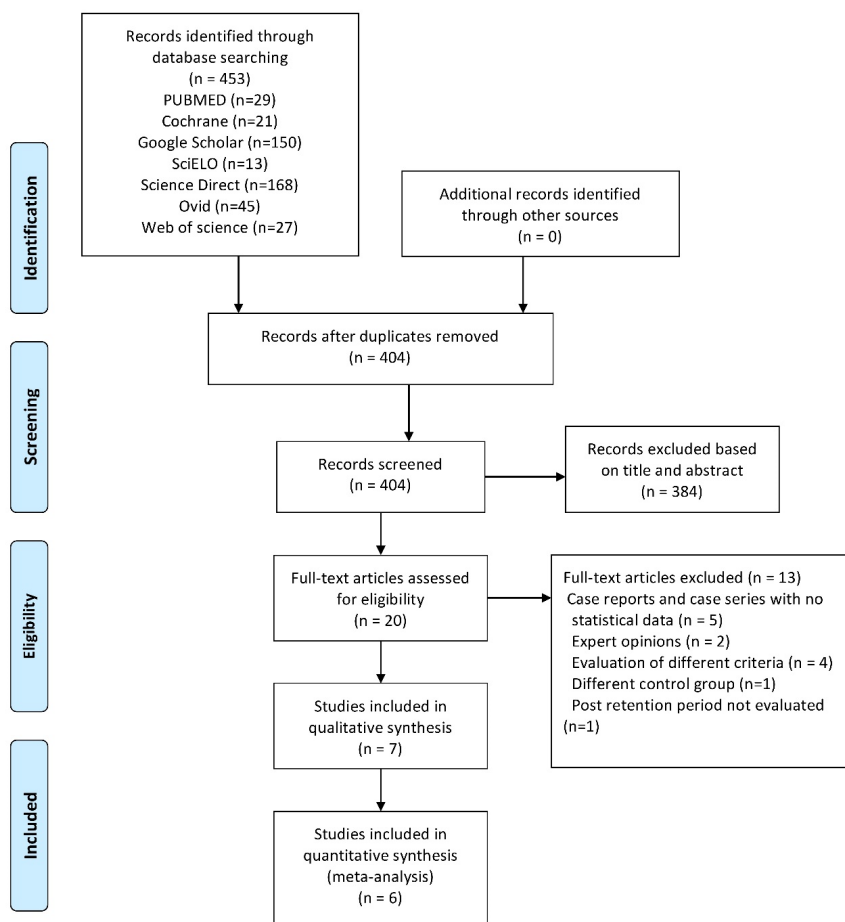 Records identified through
database searching
(n = 453)
PUBMED (n=29)
Cochrane (n=21)
Google Scholar (n=150)
SciELO (n=13)
Science Direct (n=168)
Ovid (n=45)
Web of science (n=27)
Additional records identified
through other sources
(n = 0)
Identification
Records after duplicates removed
(n = 404)
Screening
Records screened
(n = 404)
Records excluded based
on title and abstract
(n = 384)
Eligibility
Full-text articles assessed
for eligibility
(n = 20)
Full-text articles excluded (n = 13)
Case reports and case series with no
statistical data (n = 5)
Expert opinions (n = 2)
Evaluation of different criteria (n = 4)
Different control group (n=1)
Post retention period not evaluated
(n=1)
Studies included in
qualitative synthesis
(n = 7)
Included
Studies included in
quantitative synthesis
(meta-analysis)
(n = 6)